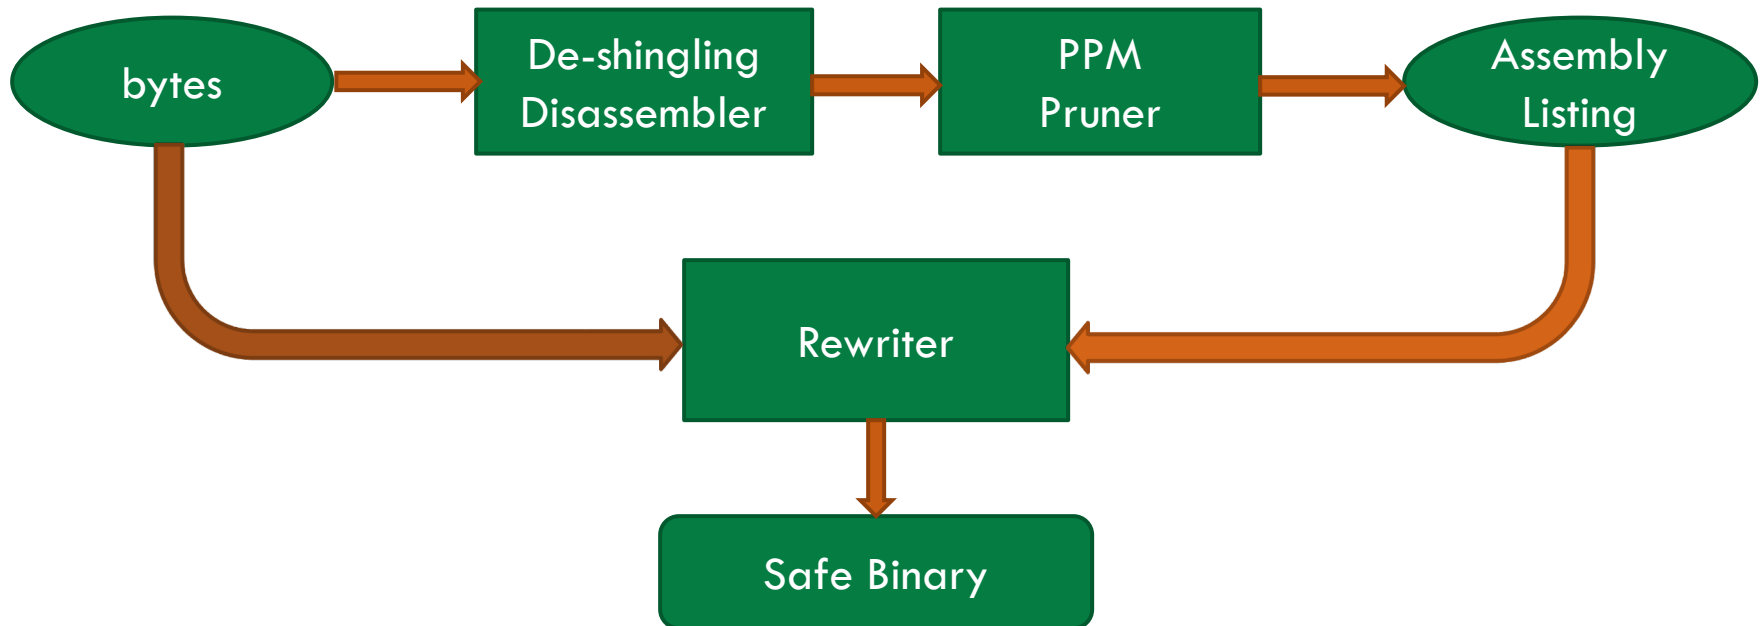 bytes
De-shingling
Disassembler
PPM
Pruner
Assembly
Listing
Rewriter
Safe Binary